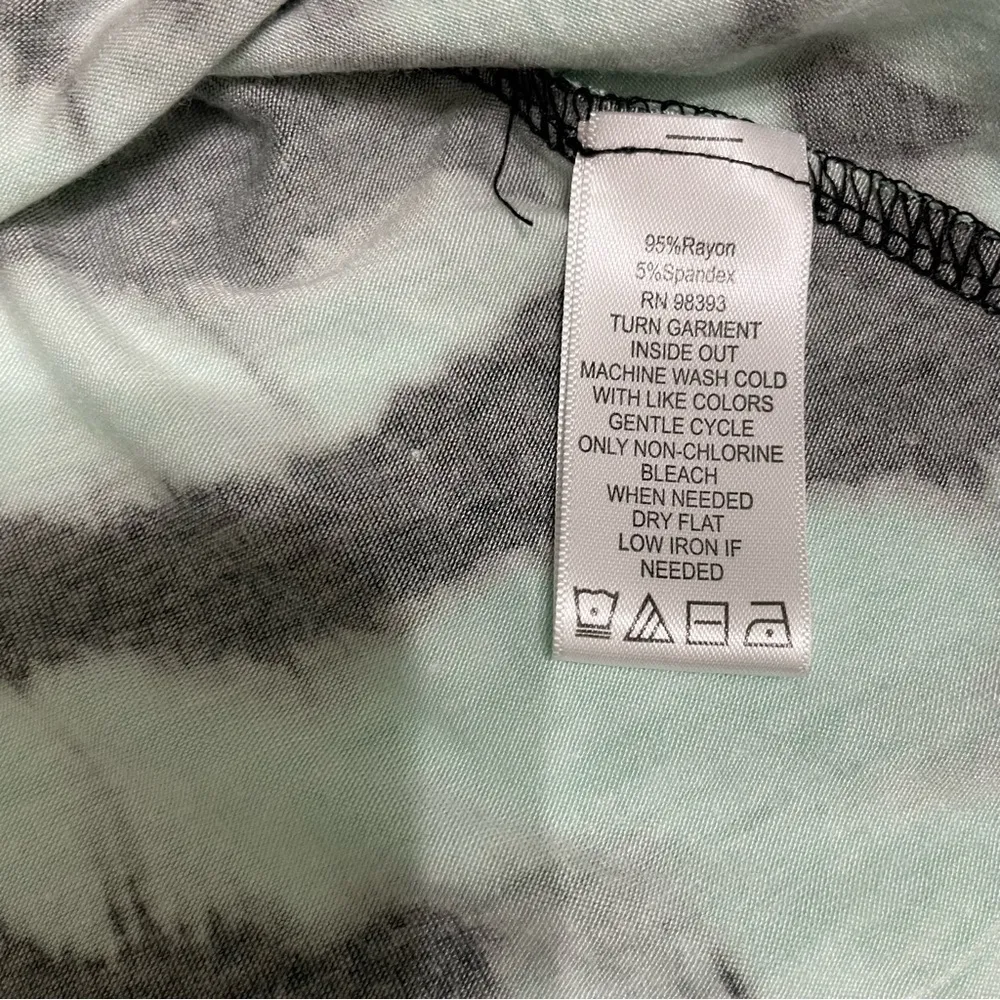 95%Rayon
5%Spandex
RN 98393
TURN GARMENT
INSIDE OUT
MACHINE WASH COLD
WITH LIKE COLORS
GENTLE CYCLE
ONLY NON-CHLORINE
BLEACH
WHEN NEEDED
DRY FLAT
LOW IRON IF
NEEDED